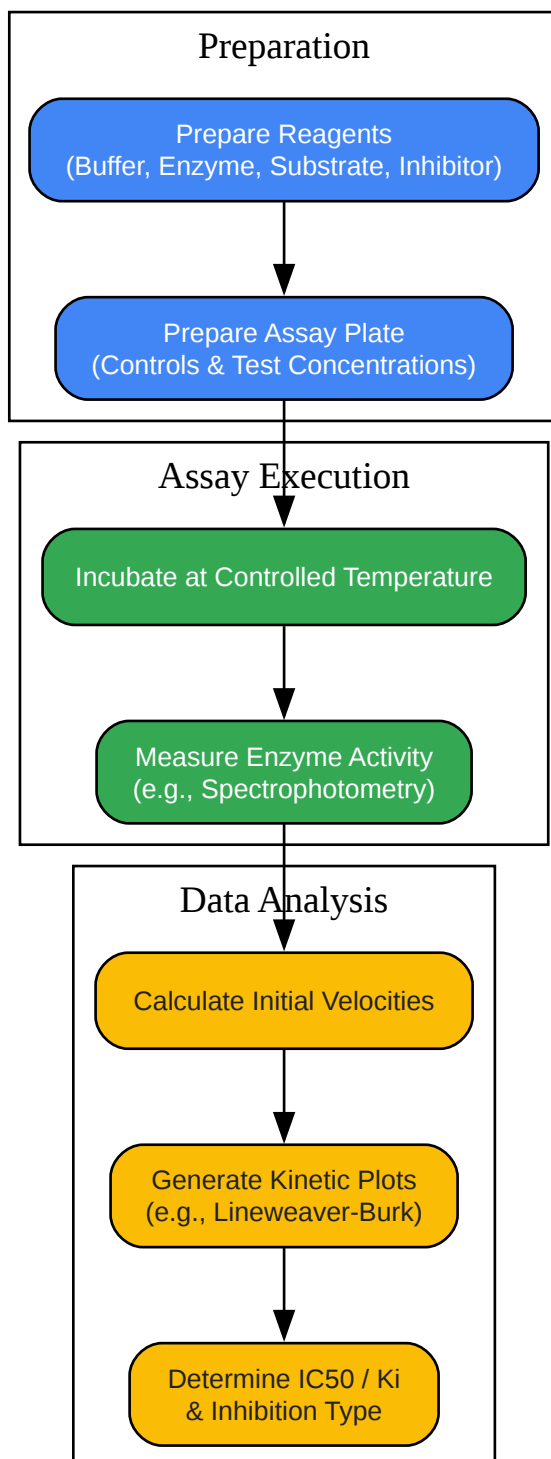 Preparation
Prepare Reagents
(Buffer, Enzyme, Substrate, Inhibitor)
Prepare Assay Plate
(Controls & Test Concentrations)
Assay Execution
Incubate at Controlled Temperature
Measure Enzyme Activity
(e.g., Spectrophotometry)
Data Analysis
Calculate Initial Velocities
Generate Kinetic Plots
(e.g., Lineweaver-Burk)
Determine IC50 / Ki
& Inhibition Type